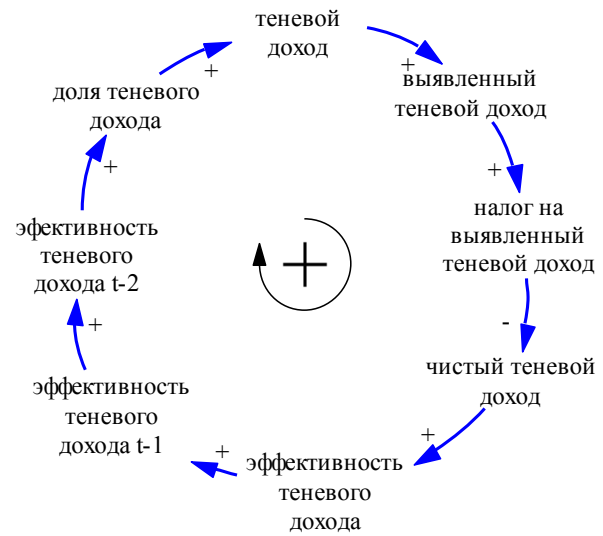 теневой
доход
+
выявленный
теневой доход
+
налог на
выявленный
теневой доход
-
чистый теневой
доход
+
эффективность
теневого
дохода
+
эффективность
теневого
дохода t-1
+
эфективность
теневого
дохода t-2
+
доля теневого
дохода
+
+